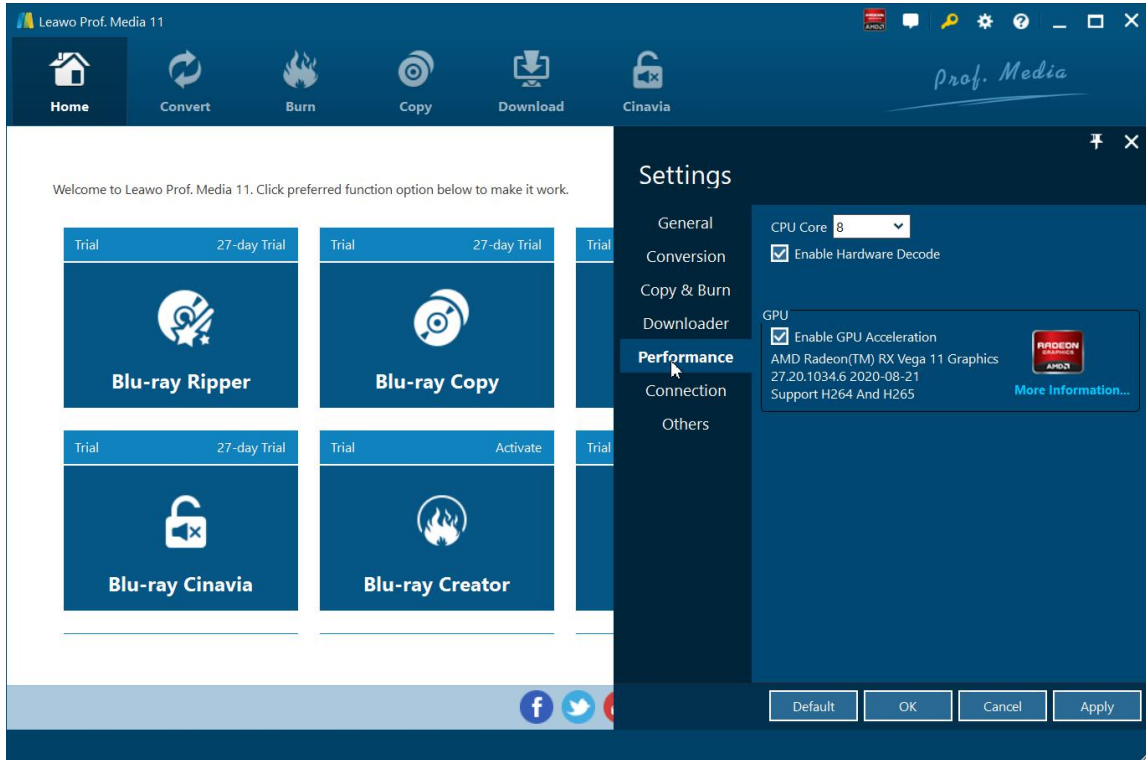 Leawo Prof. Media 11
RADEON GRAPHICS AMD
Home
Convert
Burn
Copy
Download
Cinavia
Prof. Media
Welcome to Leawo Prof. Media 11. Click preferred function option below to make it work.
Trial 27-day Trial
Blu-ray Ripper
Trial 27-day Trial
Blu-ray Copy
Trial
Trial 27-day Trial
Blu-ray Cinavia
Trial Activate
Blu-ray Creator
Trial
Settings
General
Conversion
Copy & Burn
Downloader
Performance
Connection
Others
CPU Core 8
Enable Hardware Decode
GPU
Enable GPU Acceleration
AMD Radeon(TM) RX Vega 11 Graphics
27.20.1034.6 2020-08-21
Support H264 And H265
RADEON
GRAPHICS
AMD
More Information...
Default
OK
Cancel
Apply